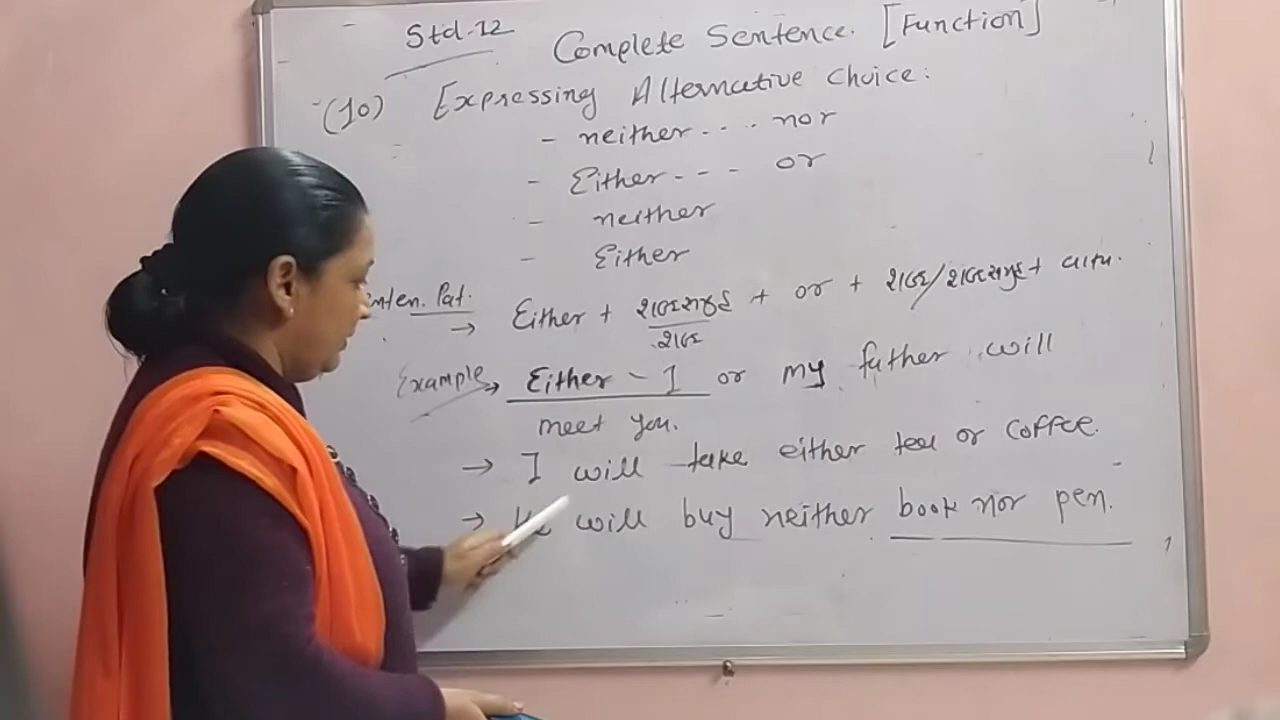 Std-12 Complete Sentence. [Function]
(10) Expressing Alternative Choice:
- neither .... nor
- Either - - - or
- neither
- Either
Pat.
→ Either + શબ્દસમૂહ + or + શબ્દ/શબ્દસમૂહ + વાક્ય.
શબ્દ
Example → Either - I or my father will
meet you.
→ I will take either tea or coffee.
→ He will buy neither book nor pen.